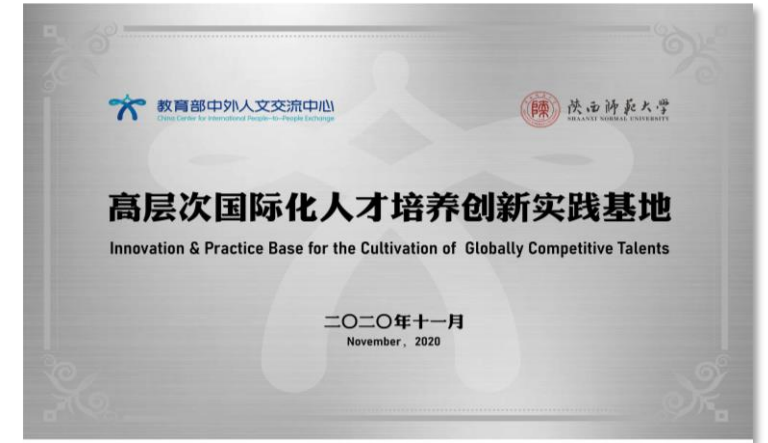 教育部中外人文交流中心
China Center for International People-to-People Exchange
陕西师范大学
SHAANXI NORMAL UNIVERSITY
高层次国际化人才培养创新实践基地
Innovation & Practice Base for the Cultivation of Globally Competitive Talents
二〇二〇年十一月
November, 2020